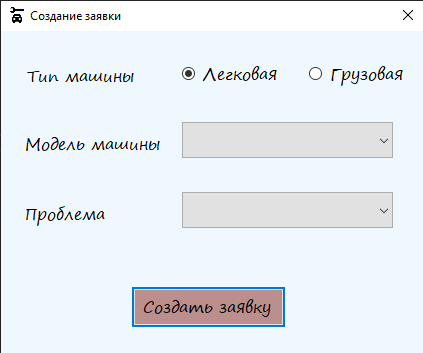 Создание заявки
Тип машины Легковая Грузовая
Модель машины
Проблема
Создать заявку